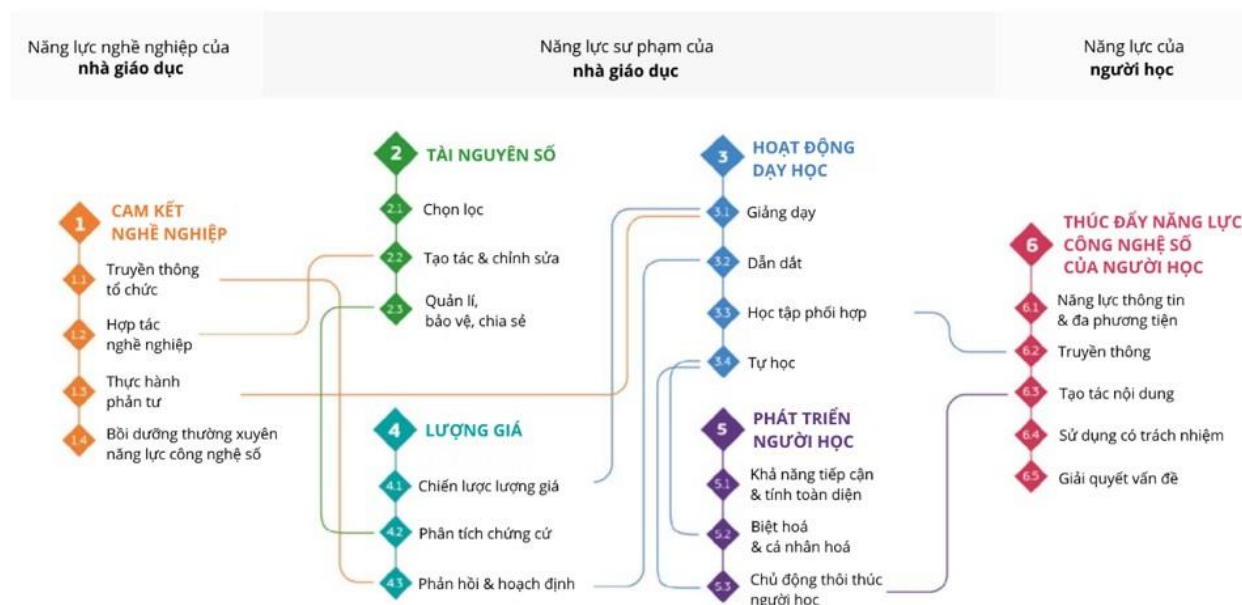 Năng lực nghề nghiệp của
nhà giáo dục
Năng lực sư phạm của
nhà giáo dục
Năng lực của
người học
1
CAM KẾT
NGHỀ NGHIỆP
1.1
Truyền thông
tổ chức
1.2
Hợp tác
nghề nghiệp
1.3
Thực hành
phản tư
1.4
Bồi dưỡng thường xuyên
năng lực công nghệ số
2
TÀI NGUYÊN SỐ
2.1
Chọn lọc
2.2
Tạo tác & chỉnh sửa
2.3
Quản lí,
bảo vệ, chia sẻ
4
LƯỢNG GIÁ
4.1
Chiến lược lượng giá
4.2
Phân tích chứng cứ
4.3
Phản hồi & hoạch định
3
HOẠT ĐỘNG
DẠY HỌC
3.1
Giảng dạy
3.2
Dẫn dắt
3.3
Học tập phối hợp
3.4
Tự học
5
PHÁT TRIỂN
NGƯỜI HỌC
5.1
Khả năng tiếp cận
& tính toàn diện
5.2
Biệt hoá
& cá nhân hoá
5.3
Chủ động thôi thúc
người học
6
THÚC ĐẨY NĂNG LỰC
CÔNG NGHỆ SỐ
CỦA NGƯỜI HỌC
6.1
Năng lực thông tin
& đa phương tiện
6.2
Truyền thông
6.3
Tạo tác nội dung
6.4
Sử dụng có trách nhiệm
6.5
Giải quyết vấn đề